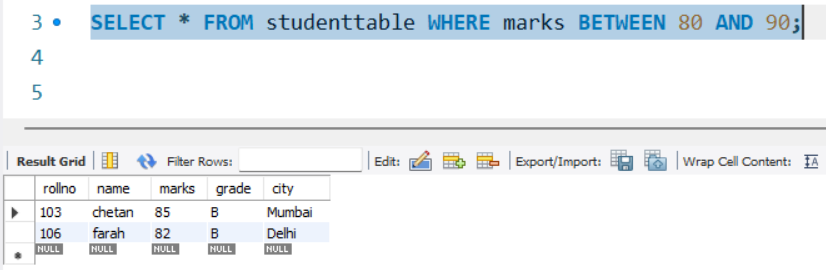 3 SELECT * FROM studenttable WHERE marks BETWEEN 80 AND 90;
4
5
Result Grid Filter Rows: Edit: Export/Import: Wrap Cell Content: IA
rollno name marks grade city
103 chetan 85 B Mumbai
106 farah 82 B Delhi
NULL NULL NULL NULL NULL